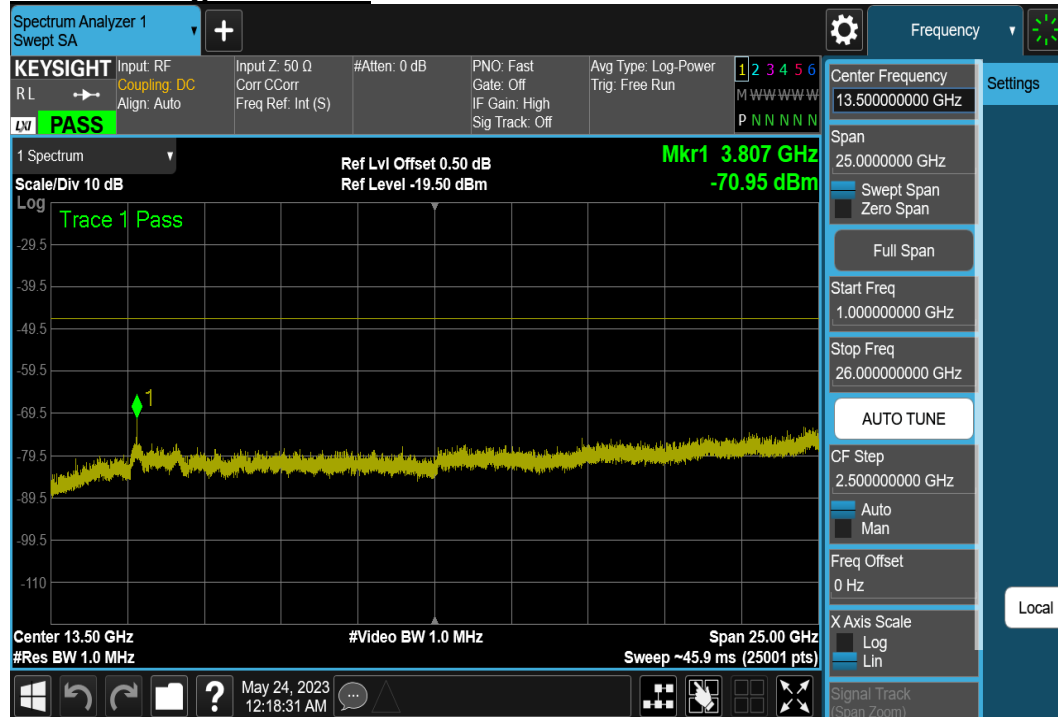 Spectrum Analyzer 1
Swept SA
+
Frequency
KEYSIGHT
R L
LXI
PASS
Input: RF
Coupling: DC
Align: Auto
Input Z: 50 Ω
Corr CCorr
Freq Ref: Int (S)
#Atten: 0 dB
PNO: Fast
Gate: Off
IF Gain: High
Sig Track: Off
Avg Type: Log-Power
Trig: Free Run
1 2 3 4 5 6
M W W W W W
P N N N N N
1 Spectrum
Scale/Div 10 dB
Ref Lvl Offset 0.50 dB
Ref Level -19.50 dBm
Mkr1 3.807 GHz
-70.95 dBm
Log
Trace 1 Pass
-29.5
-39.5
-49.5
-59.5
-69.5
-79.5
-89.5
-99.5
-110
1
Center 13.50 GHz
#Res BW 1.0 MHz
#Video BW 1.0 MHz
Span 25.00 GHz
Sweep ~45.9 ms (25001 pts)
?
May 24, 2023
12:18:31 AM
Center Frequency
13.500000000 GHz
Span
25.0000000 GHz
Swept Span
Zero Span
Full Span
Start Freq
1.000000000 GHz
Stop Freq
26.000000000 GHz
AUTO TUNE
CF Step
2.500000000 GHz
Auto
Man
Freq Offset
0 Hz
X Axis Scale
Log
Lin
Signal Track
(Span Zoom)
Settings
Local